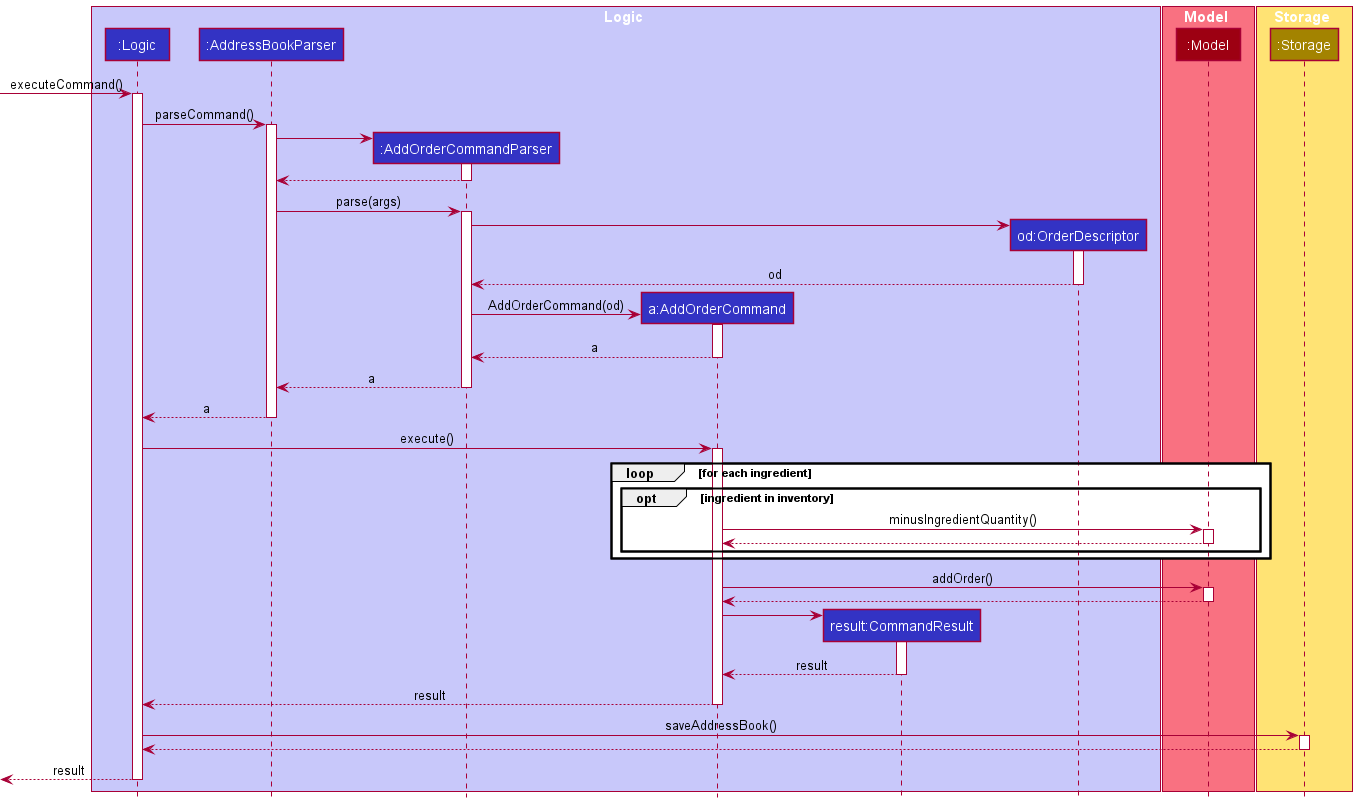 Logic
Model
Storage
:Logic
:AddressBookParser
:Model
:Storage
executeCommand()
parseCommand()
:AddOrderCommandParser
parse(args)
od:OrderDescriptor
od
AddOrderCommand(od)
a:AddOrderCommand
a
a
a
execute()
loop
[for each ingredient]
opt
[ingredient in inventory]
minusIngredientQuantity()
addOrder()
result:CommandResult
result
result
saveAddressBook()
result